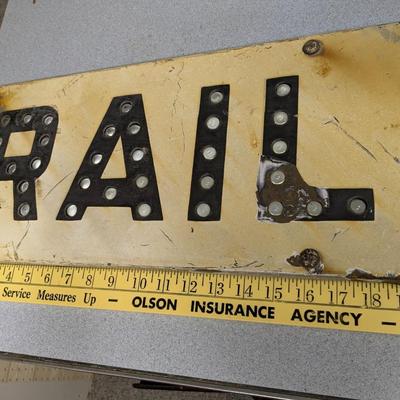 RAIL
4 5 6 7 8 9 10 11 12 13 14 15 16 17 18
Service Measures Up — OLSON INSURANCE AGENCY —